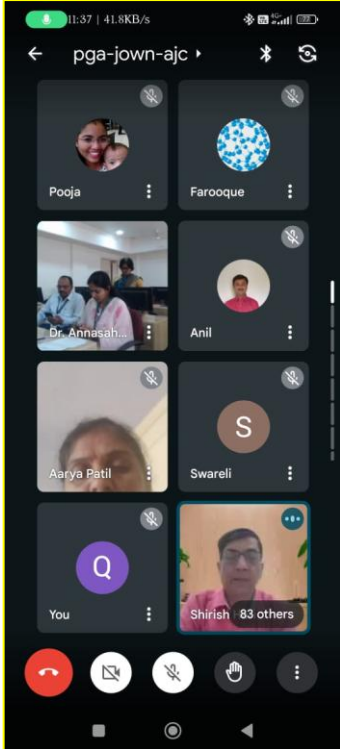 11:37 | 41.8KB/s
pga-jown-ajc
Pooja
Farooque
Dr. Annasah...
Anil
Aarya Patil
S
Swareli
Q
You
Shirish
83 others